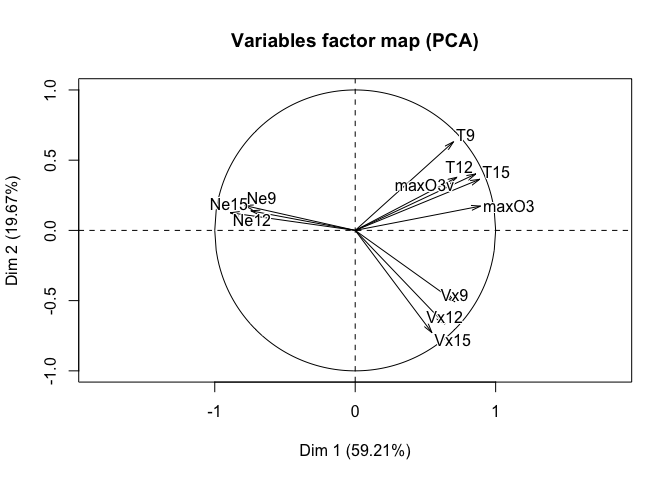 Variables factor map (PCA)
Dim 2 (19.67%)
1.0
0.5
0.0
-0.5
-1.0
T9
T12
T15
maxO3v
maxO3
Ne9
Ne15
Ne12
Vx9
Vx12
Vx15
-1
0
1
Dim 1 (59.21%)